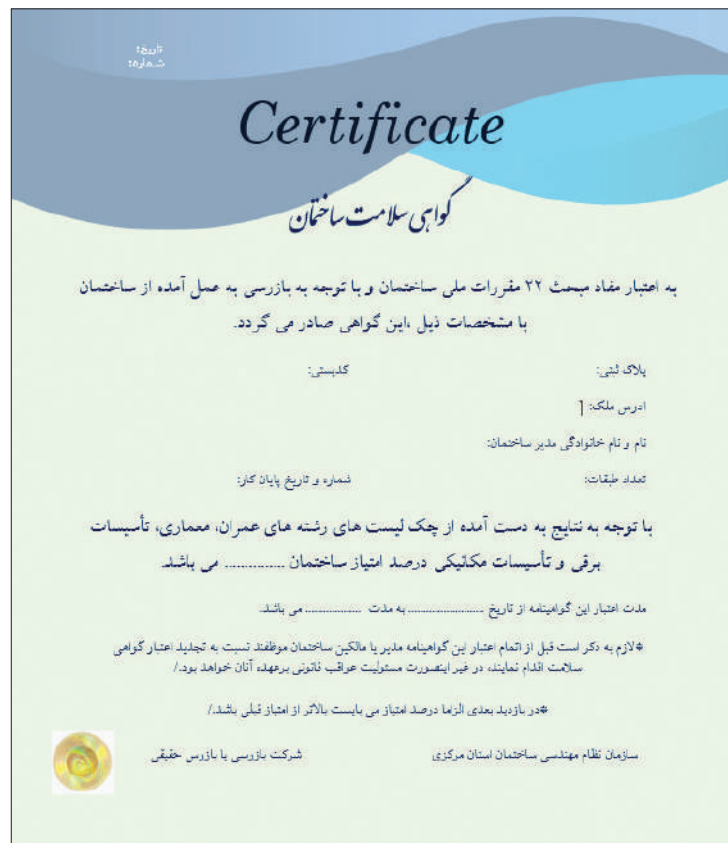 تاریخ:
شماره:
Certificate
گواهی سلامت ساختمان
به اعتبار مفاد مبحث ۲۲ مقررات ملی ساختمان و با توجه به بازرسی به عمل آمده از ساختمان
با مشخصات ذیل ،این گواهی صادر می گردد.
پلاک ثبتی: کدپستی:
ادرس ملک:
نام و نام خانوادگی مدیر ساختمان:
تعداد طبقات: شماره و تاریخ پایان کار:
با توجه به نتایج به دست آمده از چک لیست های رشته های عمران، معماری، تأسیسات
برقی و تأسیسات مکانیکی درصد امتیاز ساختمان .............. می باشد.
مدت اعتبار این گواهینامه از تاریخ ........................ به مدت .................. می باشد.
*لازم به ذکر است قبل از اتمام اعتبار این گواهینامه مدیر یا مالکین ساختمان موظفند نسبت به تجدید اعتبار گواهی
سلامت اقدام نمایند، در غیر اینصورت مسئولیت عواقب قانونی برعهده آنان خواهد بود./
*در بازدید بعدی الزاما درصد امتیاز می بایست بالاتر از امتیاز قبلی باشد./
سازمان نظام مهندسی ساختمان استان مرکزی شرکت بازرسی یا بازرس حقیقی